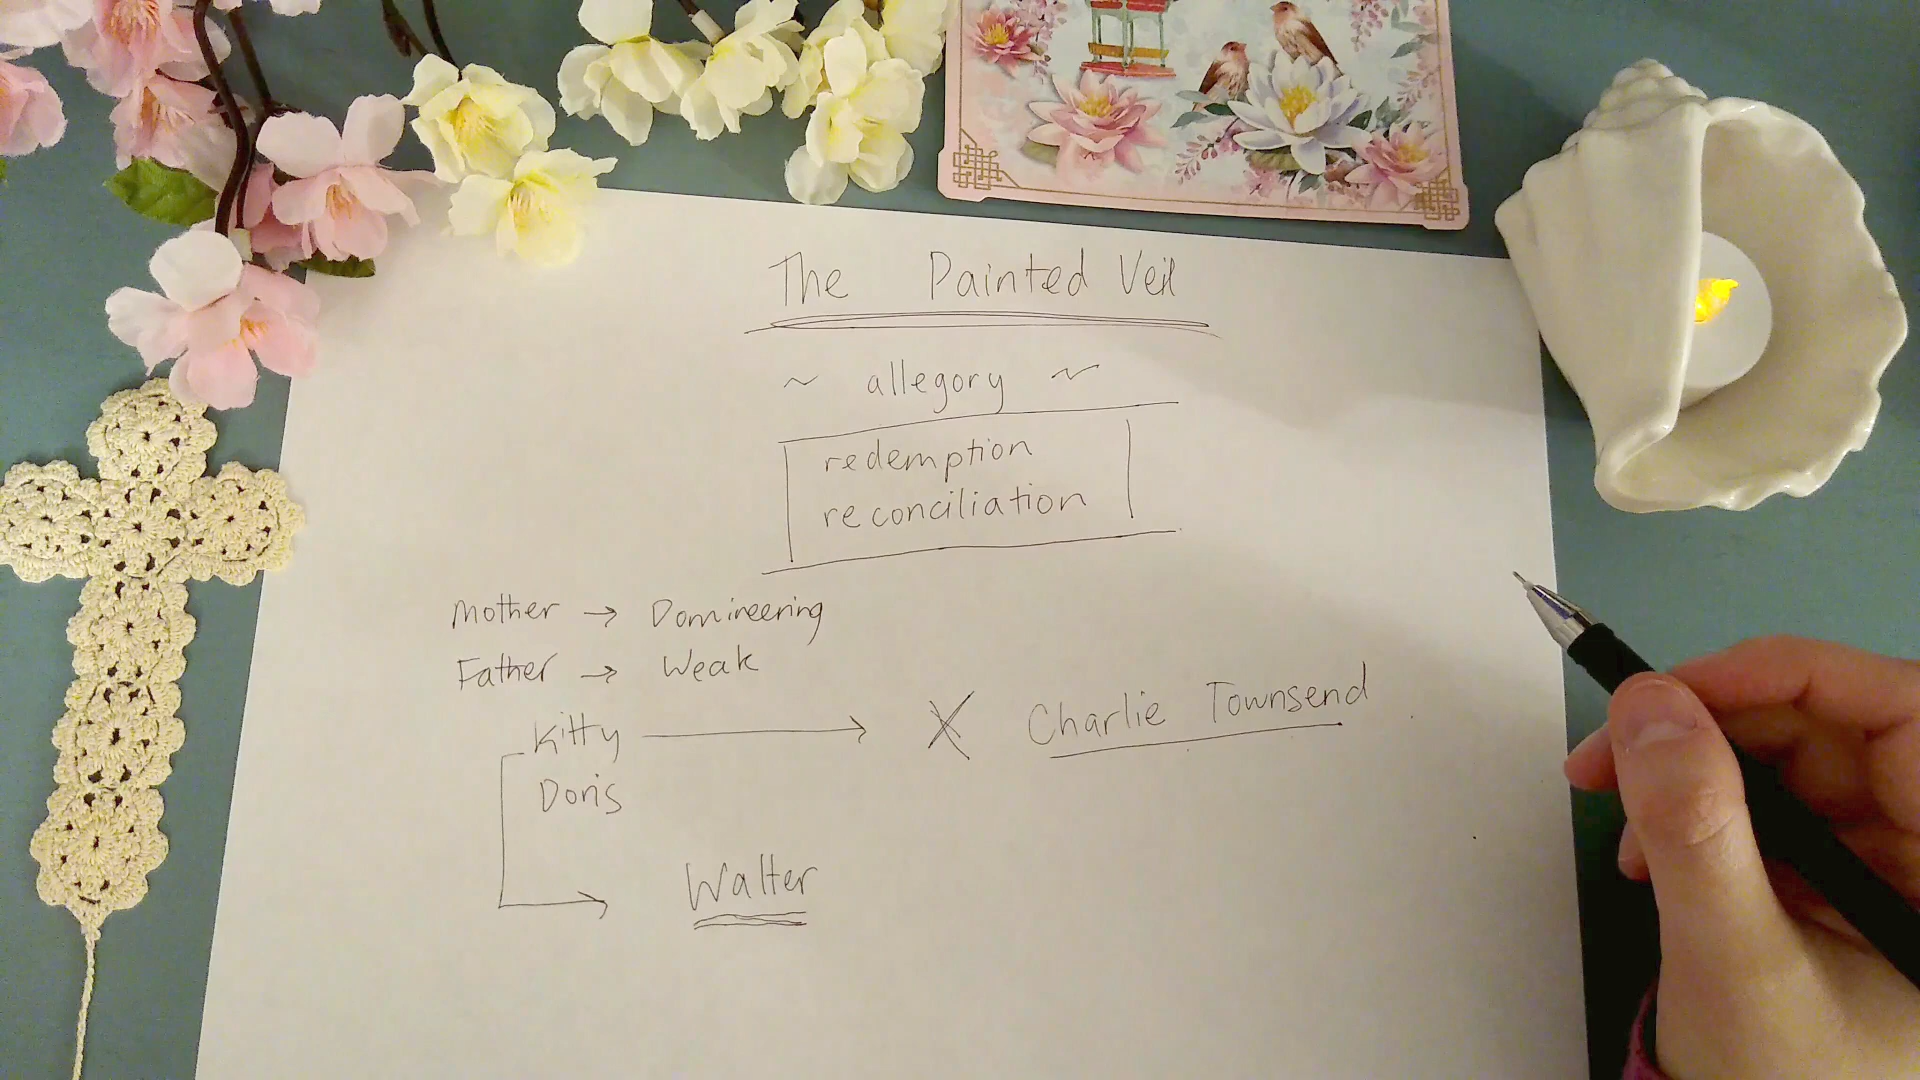 The Painted Veil
~ allegory ~
redemption
reconciliation
Mother → Domineering
Father → Weak
Kitty → X Charlie Townsend
Doris
→ Walter